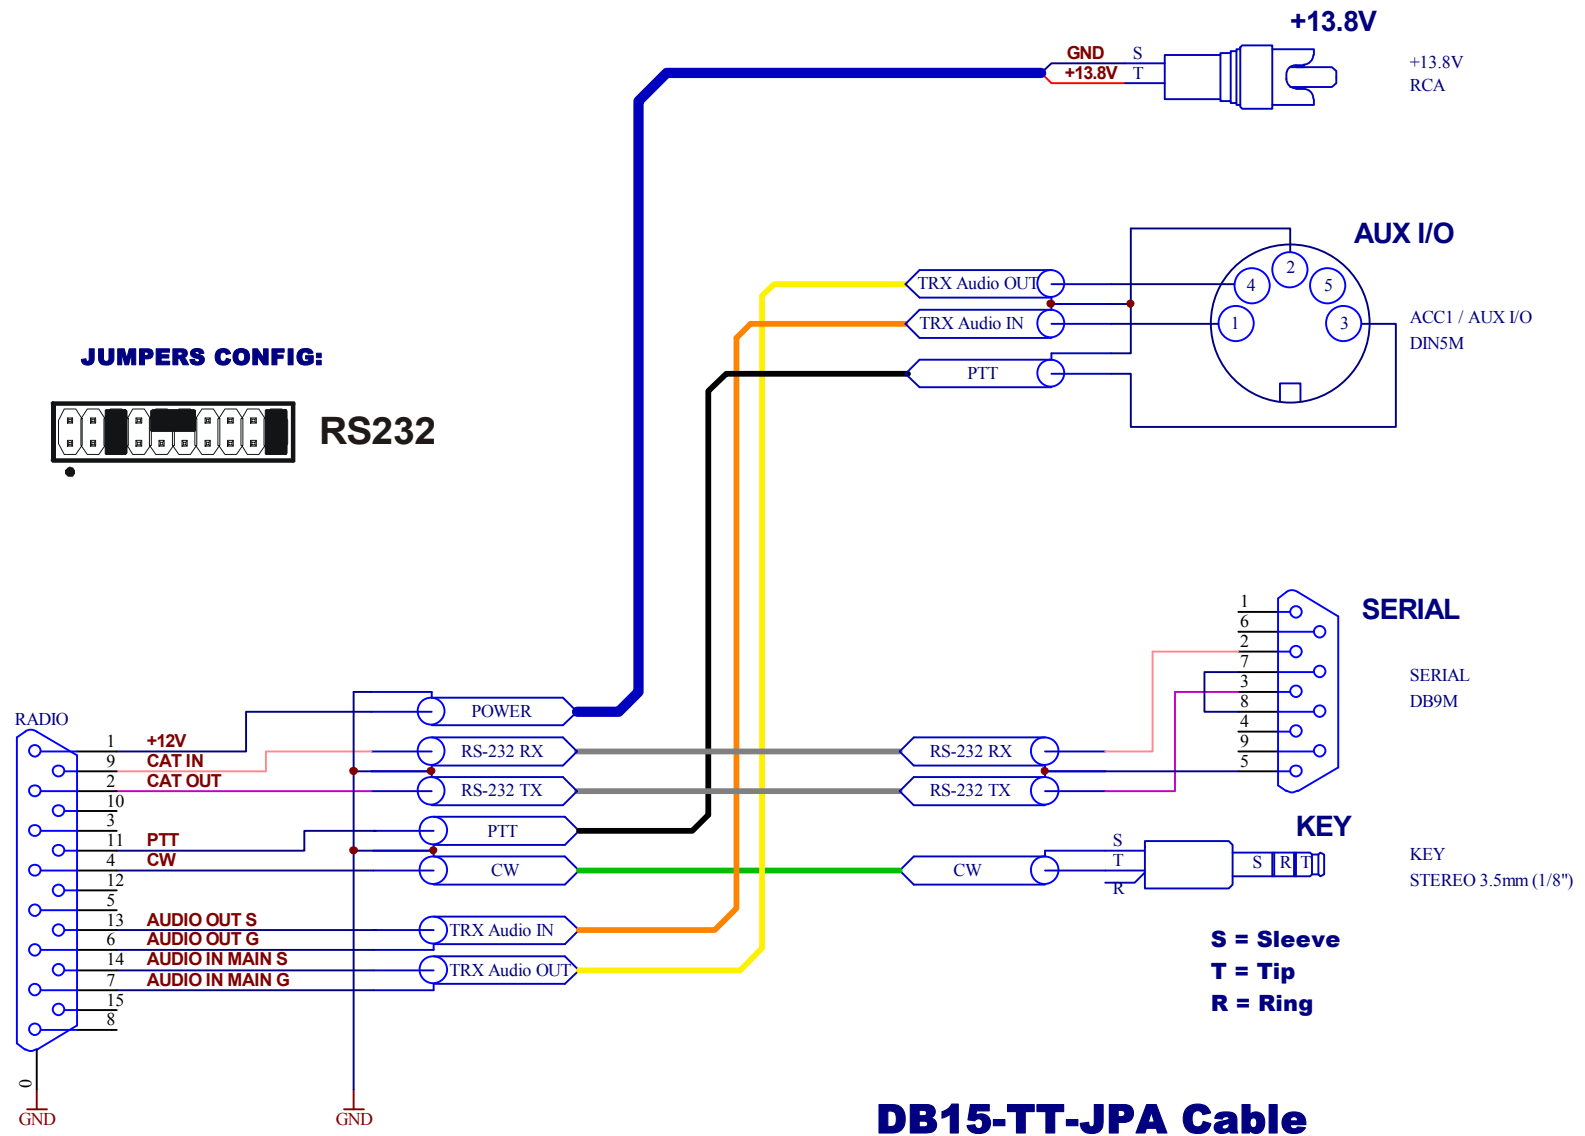 +13.8V
GND S
+13.8V T
+13.8V
RCA
AUX I/O
TRX Audio OUT
TRX Audio IN
PTT
2
4
5
1
3
ACC1 / AUX I/O
DIN5M
JUMPERS CONFIG:
RS232
SERIAL
1
6
2
7
3
8
4
9
5
SERIAL
DB9M
RADIO
1 +12V
9 CAT IN
2 CAT OUT
10
3
11 PTT
4 CW
12
5
13 AUDIO OUT S
6 AUDIO OUT G
14 AUDIO IN MAIN S
7 AUDIO IN MAIN G
15
8
0
GND
GND
POWER
RS-232 RX
RS-232 TX
PTT
CW
TRX Audio IN
TRX Audio OUT
RS-232 RX
RS-232 TX
CW
KEY
S
T
R
S R T
KEY
STEREO 3.5mm (1/8")
S = Sleeve
T = Tip
R = Ring
DB15-TT-JPA Cable